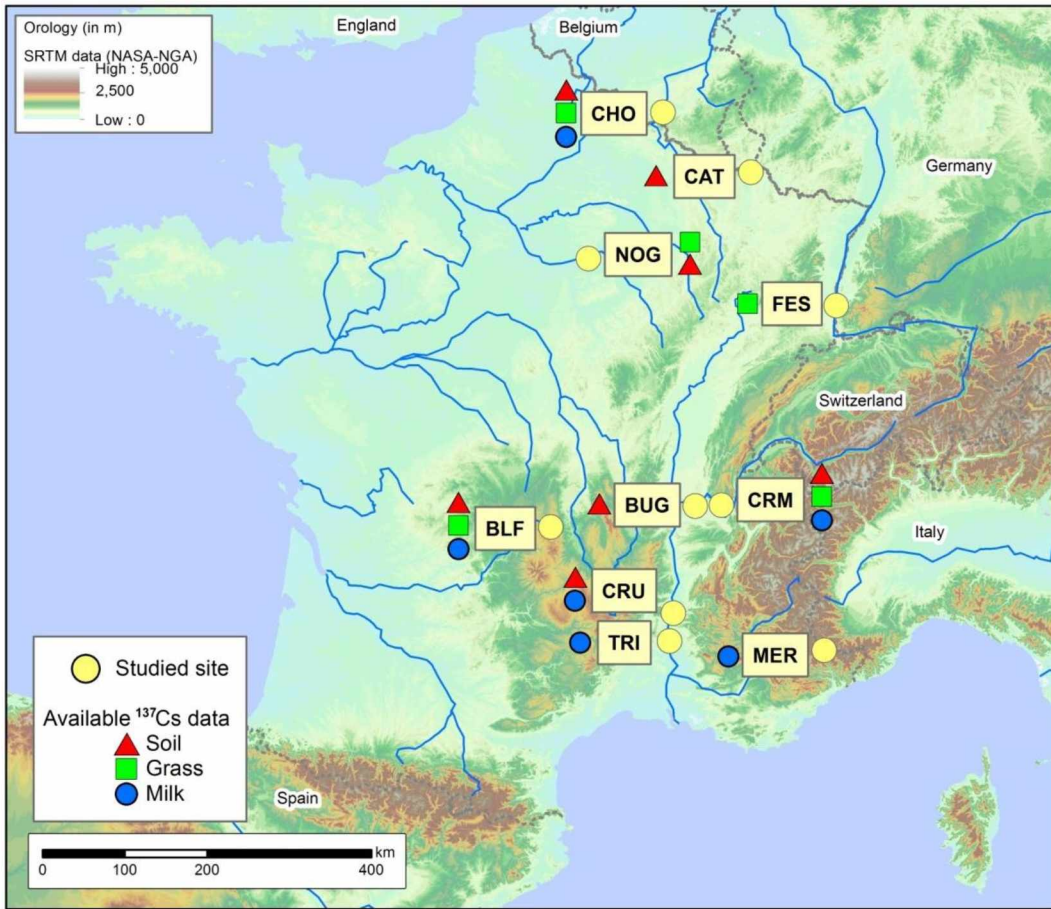 Orology (in m)
SRTM data (NASA-NGA)
High : 5,000
2,500
Low : 0
England
Belgium
CHO
CAT
Germany
NOG
FES
Switzerland
BUG
CRM
BLF
Italy
CRU
TRI
MER
Studied site
Available ¹³⁷Cs data
Soil
Grass
Milk
Spain
km
0 100 200 400